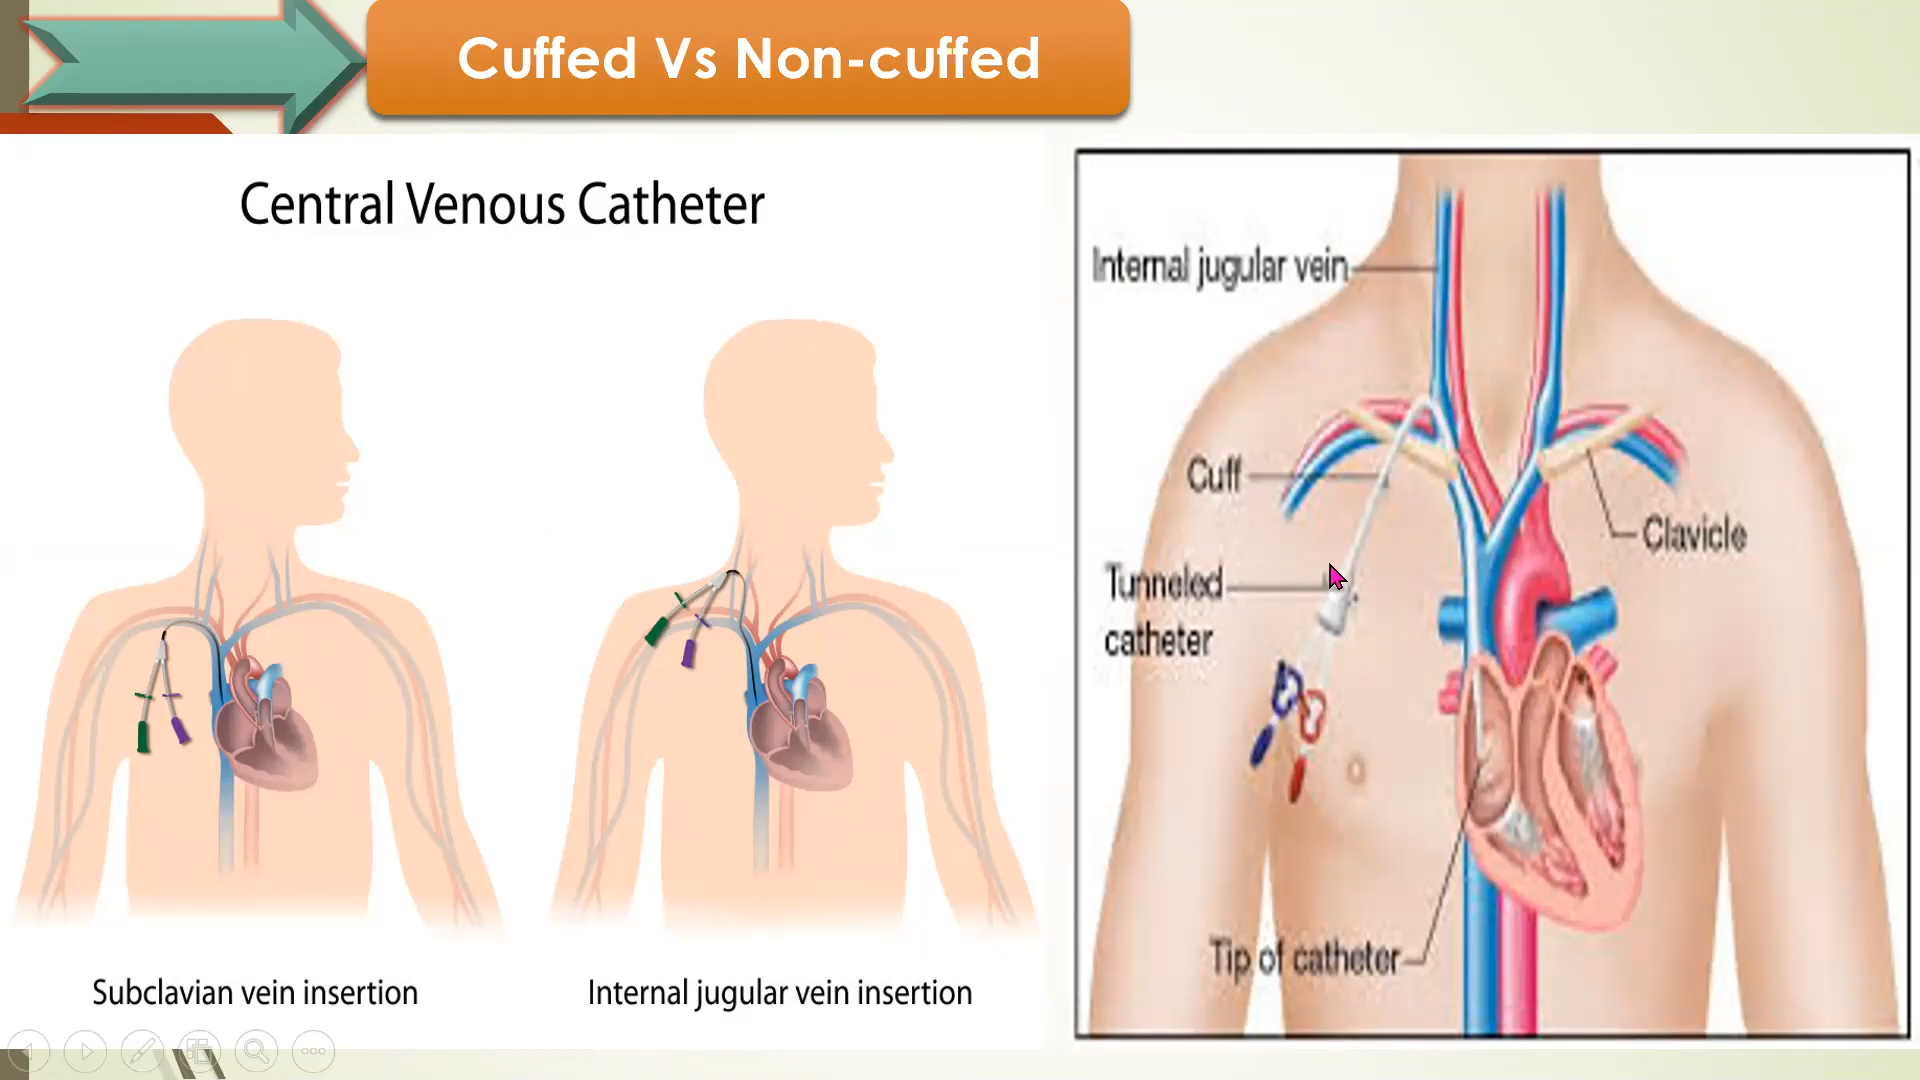 Cuffed Vs Non-cuffed
Central Venous Catheter
Subclavian vein insertion
Internal jugular vein insertion
Internal jugular vein
Cuff
Clavicle
Tunneled
catheter
Tip of catheter